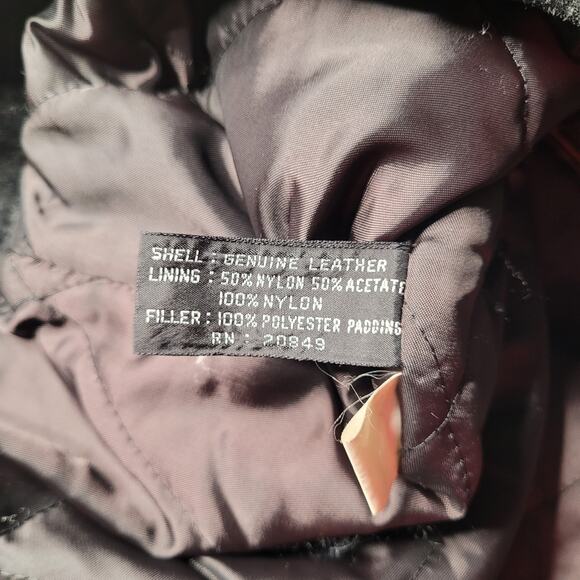 SHELL : GENUINE LEATHER
LINING : 50% NYLON 50% ACETATE
100% NYLON
FILLER : 100% POLYESTER PADDING
RN : 20849